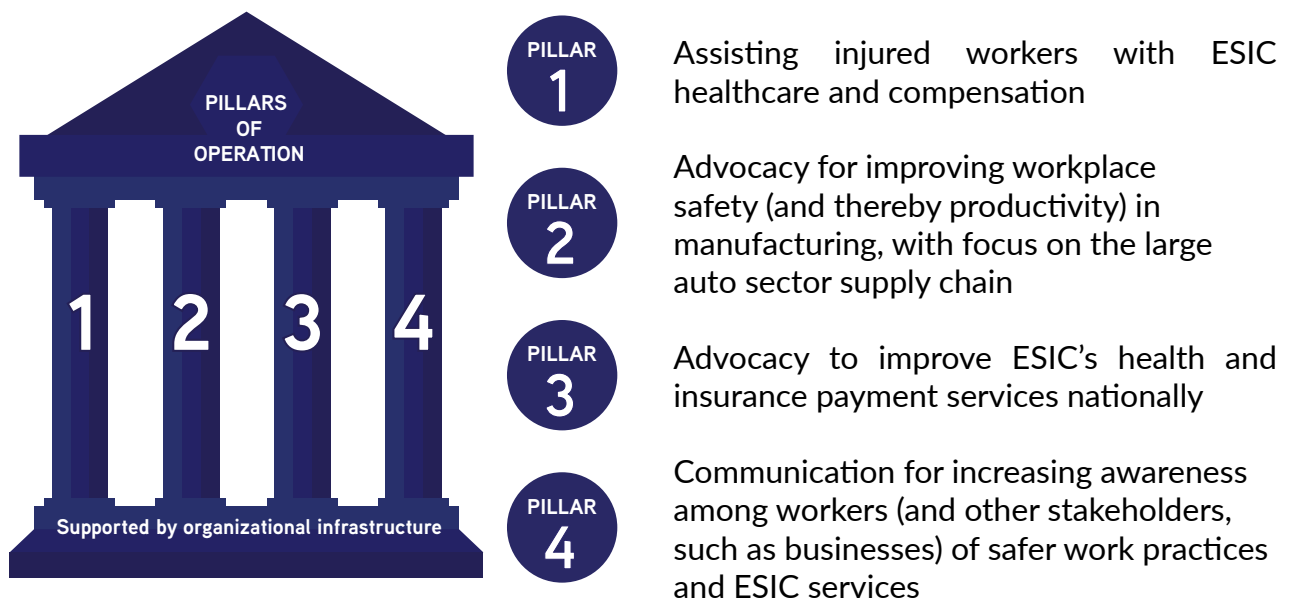 PILLARS
OF
OPERATION
1 2 3 4
Supported by organizational infrastructure
PILLAR
1
Assisting injured workers with ESIC
healthcare and compensation
PILLAR
2
Advocacy for improving workplace
safety (and thereby productivity) in
manufacturing, with focus on the large
auto sector supply chain
PILLAR
3
Advocacy to improve ESIC’s health and
insurance payment services nationally
PILLAR
4
Communication for increasing awareness
among workers (and other stakeholders,
such as businesses) of safer work practices
and ESIC services